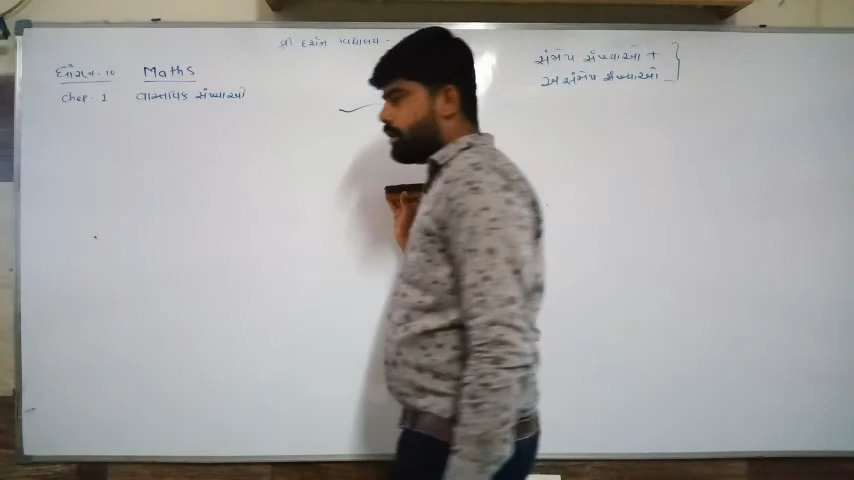 શ્રી દર્શન વિદ્યાલય -
ધોરણ - 10 Maths
chep - 1 વાસ્તવિક સંખ્યાઓ
સંમેય સંખ્યાઓ +
અસંમેય સંખ્યાઓ